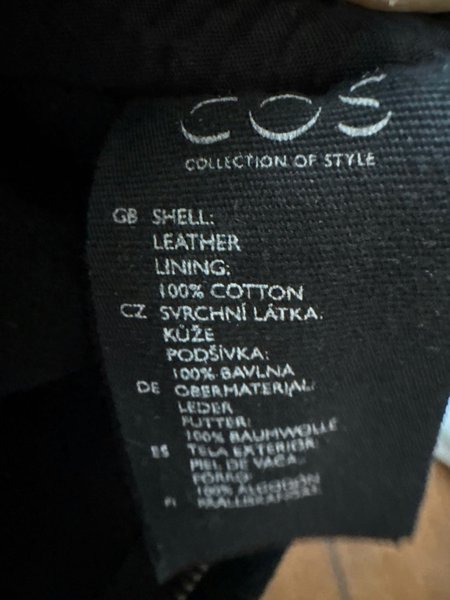 COS
COLLECTION OF STYLE
GB SHELL:
LEATHER
LINING:
100% COTTON
CZ SVRCHNÍ LÁTKA:
KŮŽE
PODŠÍVKA:
100% BAVLNA
DE OBERMATERIAL:
LEDER
FUTTER:
100% BAUMWOLLE
ES TELA EXTERIOR:
PIEL DE VACA
FORRO:
100% ALGODÓN
FI